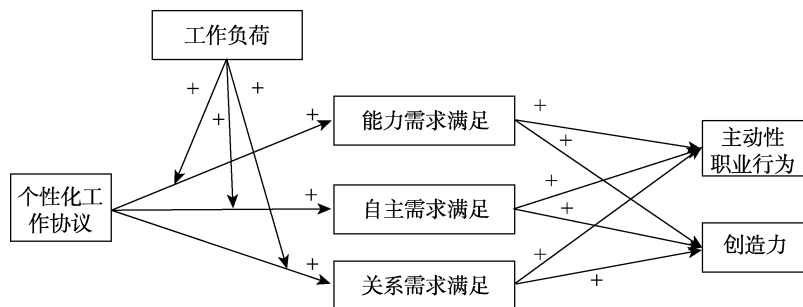 工作负荷
+
+
+
+
能力需求满足
+
+
主动性
职业行为
个性化工
作协议
+
自主需求满足
+
+
创造力
+
关系需求满足
+
+